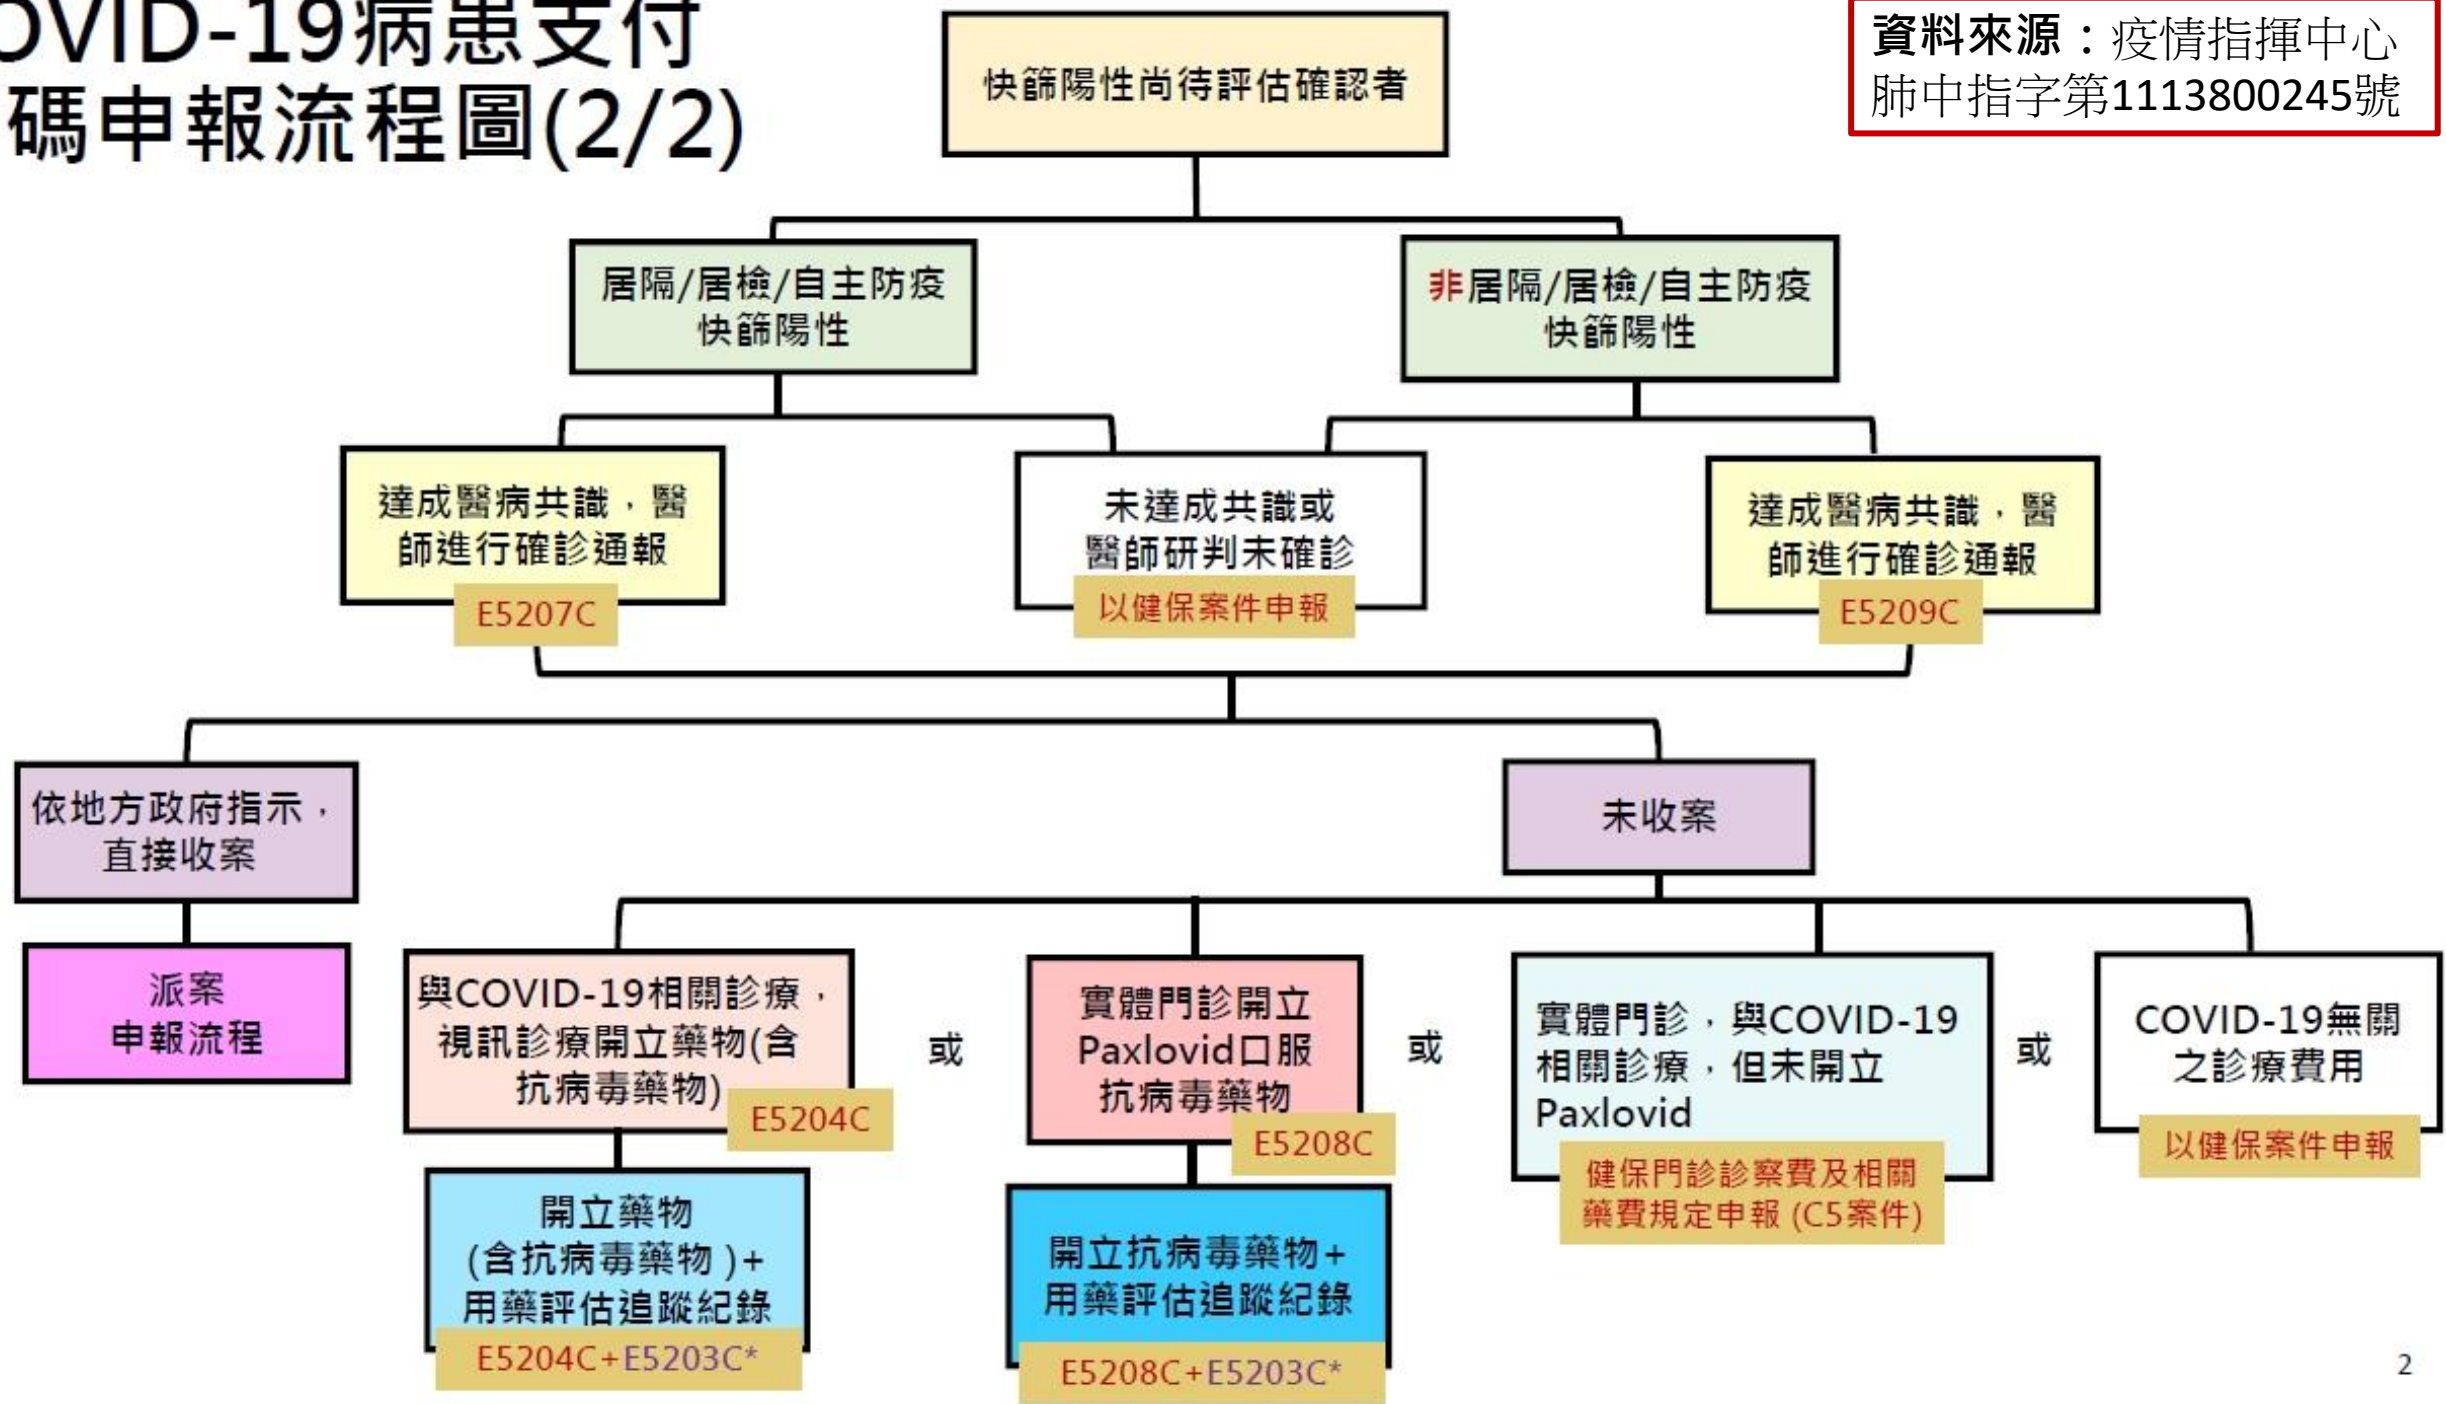 OVID-19病患支付
碼申報流程圖(2/2)
資料來源：疫情指揮中心
肺中指字第1113800245號
快篩陽性尚待評估確認者
居隔/居檢/自主防疫
快篩陽性
非居隔/居檢/自主防疫
快篩陽性
達成醫病共識，醫
師進行確診通報
E5207C
未達成共識或
醫師研判未確診
以健保案件申報
達成醫病共識，醫
師進行確診通報
E5209C
依地方政府指示，
直接收案
未收案
派案
申報流程
與COVID-19相關診療，
視訊診療開立藥物(含
抗病毒藥物)
E5204C
或
實體門診開立
Paxlovid口服
抗病毒藥物
E5208C
或
實體門診，與COVID-19
相關診療，但未開立
Paxlovid
健保門診診察費及相關
藥費規定申報 (C5案件)
或
COVID-19無關
之診療費用
以健保案件申報
開立藥物
(含抗病毒藥物 )+
用藥評估追蹤紀錄
E5204C+E5203C*
開立抗病毒藥物+
用藥評估追蹤紀錄
E5208C+E5203C*
2